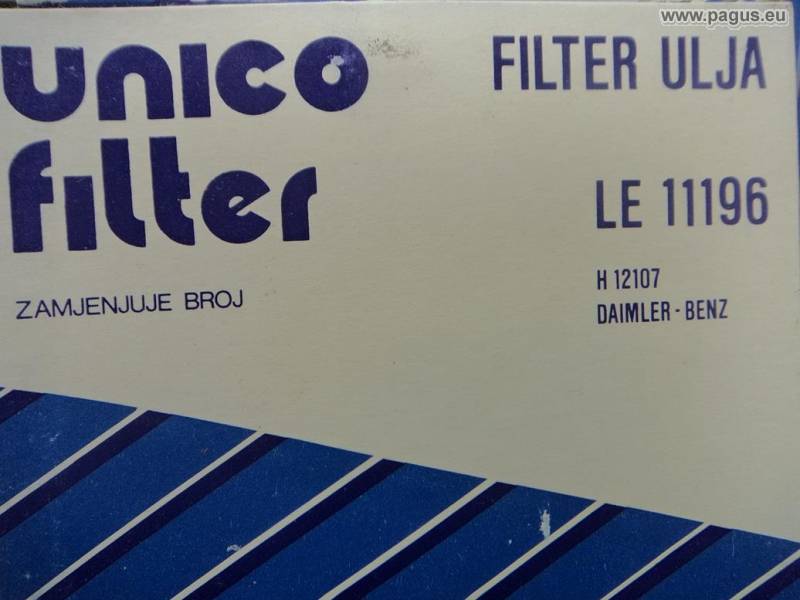 www.pagus.eu
unico
filter
FILTER ULJA
LE 11196
H 12107
DAIMLER - BENZ
ZAMJENJUJE BROJ